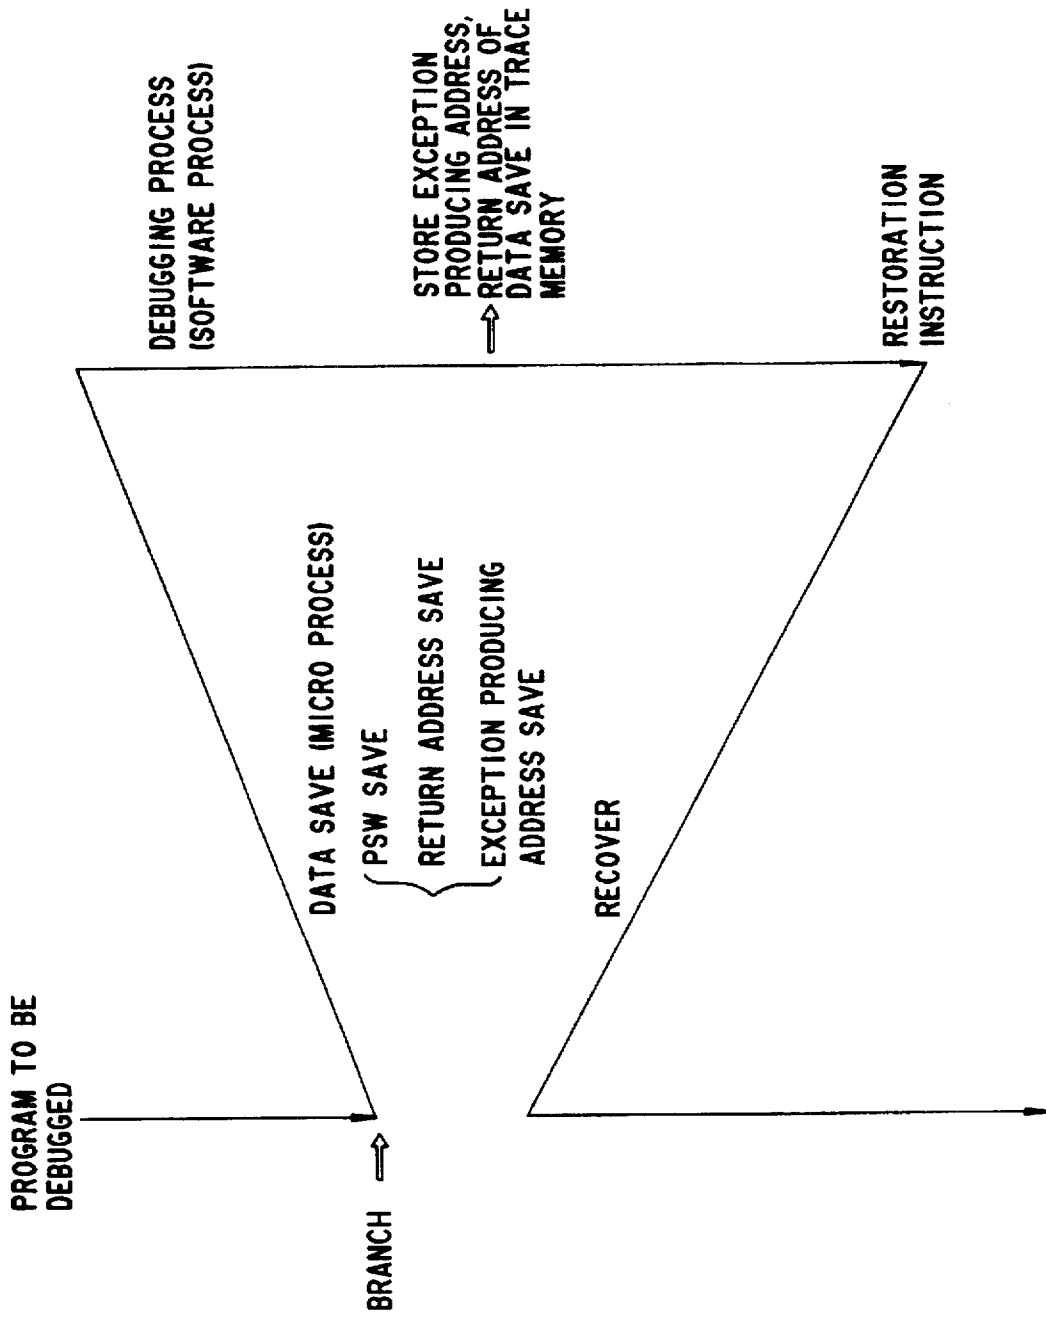 PROGRAM TO BE
DEBUGGED
BRANCH
DATA SAVE (MICRO PROCESS)
PSW SAVE
RETURN ADDRESS SAVE
EXCEPTION PRODUCING
ADDRESS SAVE
RECOVER
DEBUGGING PROCESS
(SOFTWARE PROCESS)
STORE EXCEPTION
PRODUCING ADDRESS,
RETURN ADDRESS OF
DATA SAVE IN TRACE
MEMORY
RESTORATION
INSTRUCTION